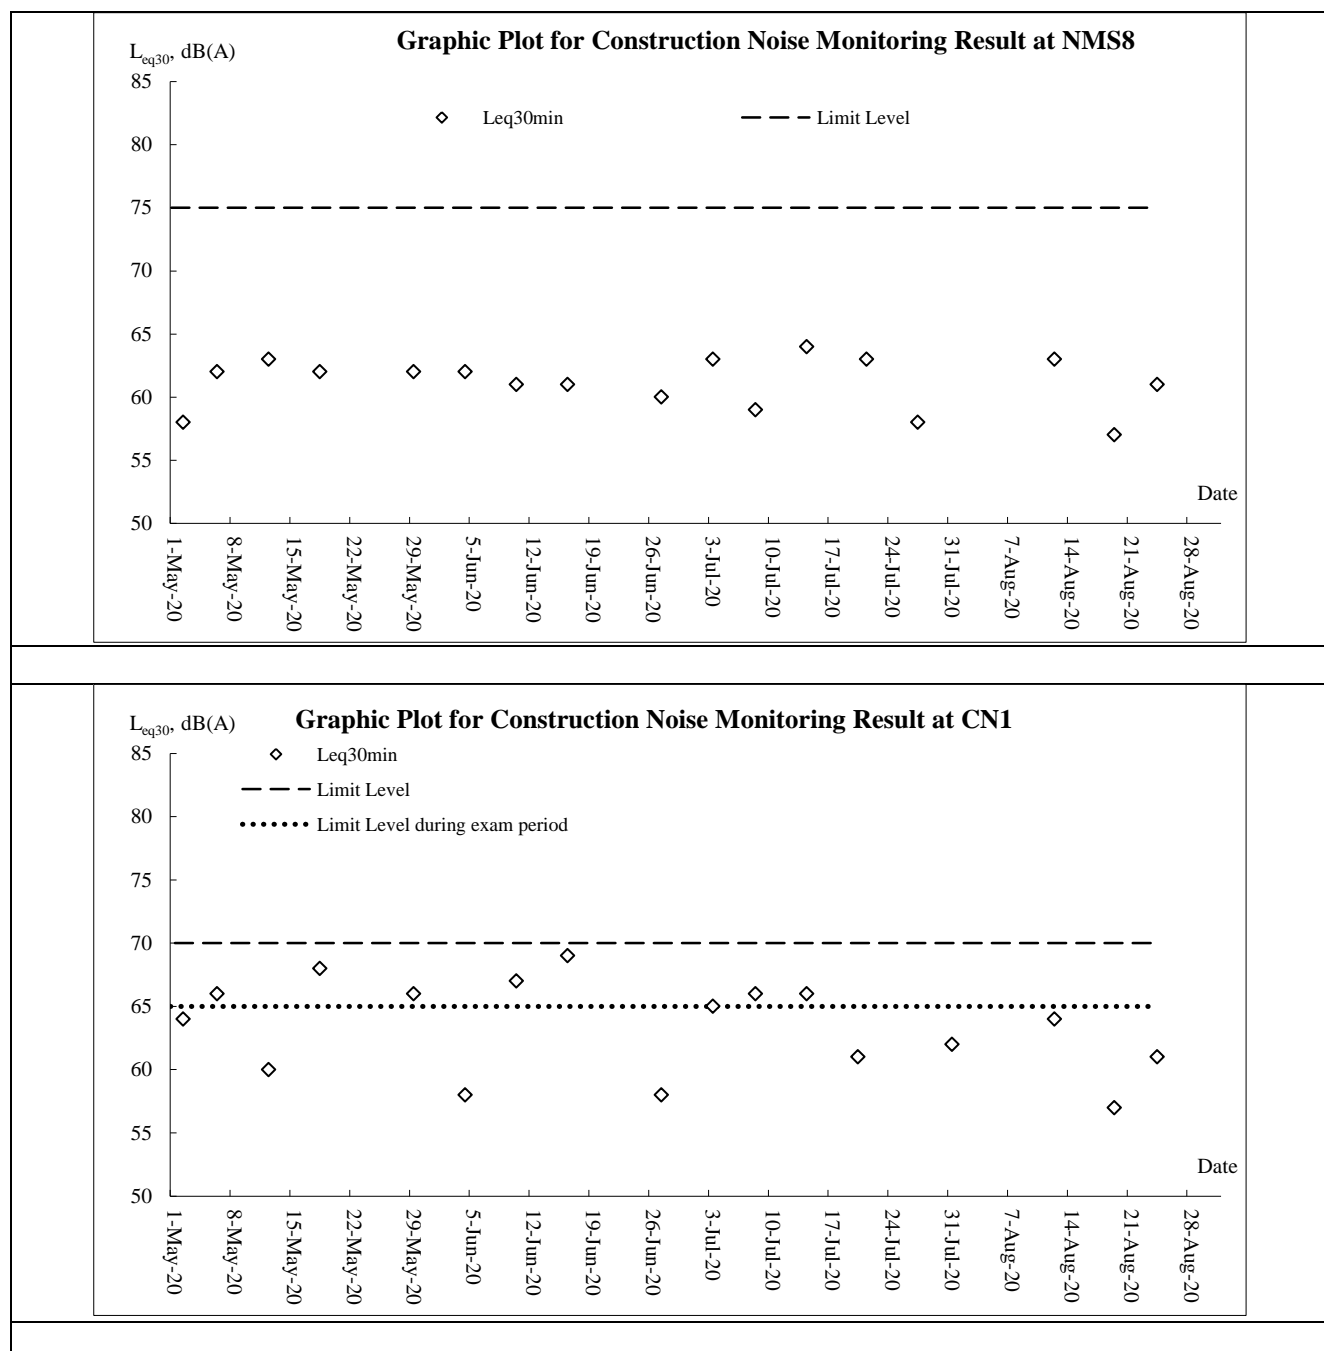 Graphic Plot for Construction Noise Monitoring Result at NMS8
Leq30, dB(A)
85
Leq30min
Limit Level
80
75
70
65
60
55
Date
50
1-May-20
8-May-20
15-May-20
22-May-20
29-May-20
5-Jun-20
12-Jun-20
19-Jun-20
26-Jun-20
3-Jul-20
10-Jul-20
17-Jul-20
24-Jul-20
31-Jul-20
7-Aug-20
14-Aug-20
21-Aug-20
28-Aug-20
Graphic Plot for Construction Noise Monitoring Result at CN1
Leq30, dB(A)
85
Leq30min
Limit Level
80
Limit Level during exam period
75
70
65
60
55
Date
50
1-May-20
8-May-20
15-May-20
22-May-20
29-May-20
5-Jun-20
12-Jun-20
19-Jun-20
26-Jun-20
3-Jul-20
10-Jul-20
17-Jul-20
24-Jul-20
31-Jul-20
7-Aug-20
14-Aug-20
21-Aug-20
28-Aug-20